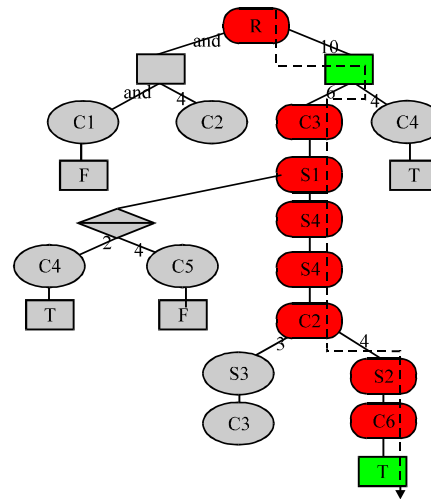 R
and 10
and 4 6 4
C1 C2 C3 C4
F S1 T
S4
2 4
C4 C5 S4
T F C2
3 4
S3 S2
C3 C6
T